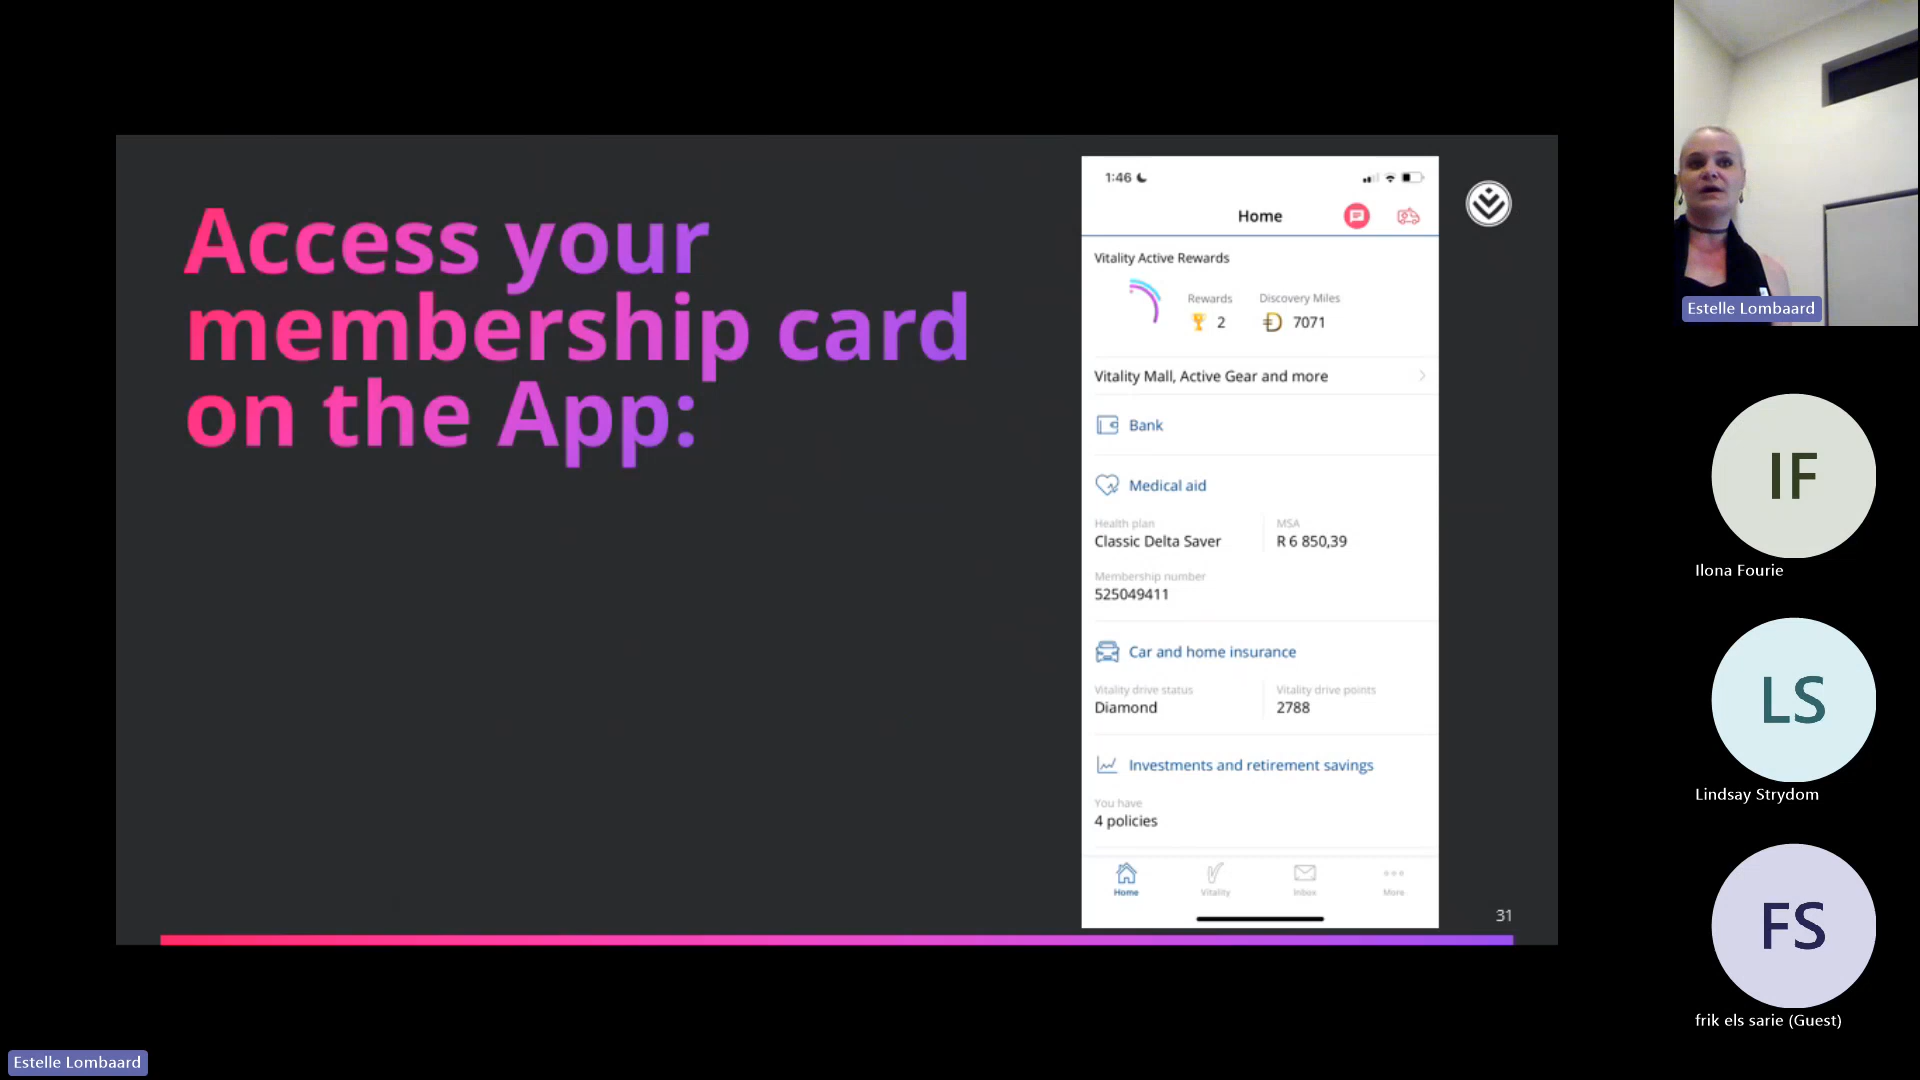 Access your
membership card
on the App:
1:46
Home
Vitality Active Rewards
Rewards
2
Discovery Miles
7071
Vitality Mall, Active Gear and more
Bank
Medical aid
Health plan
Classic Delta Saver
MSA
R 6 850,39
Membership number
525049411
Car and home insurance
Vitality drive status
Diamond
Vitality drive points
2788
Investments and retirement savings
You have
4 policies
Home
Vitality
Inbox
More
31
Estelle Lombaard
IF
Ilona Fourie
LS
Lindsay Strydom
FS
frik els sarie (Guest)
Estelle Lombaard